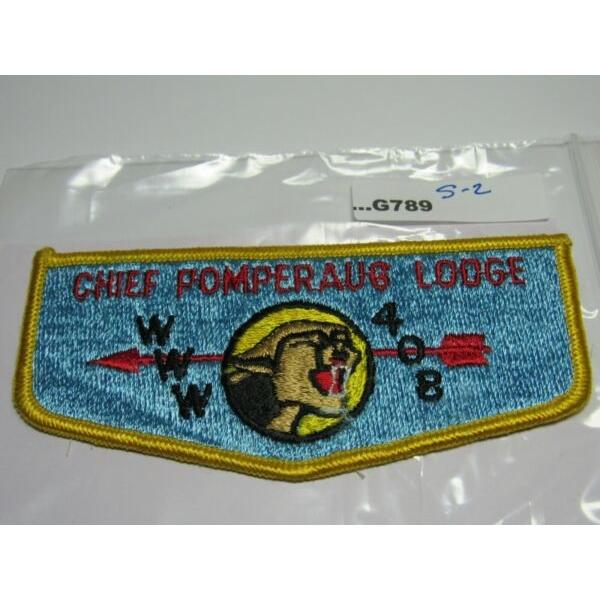 S-2
...G789
CHIEF POMPERAUG LODGE
WWW
408